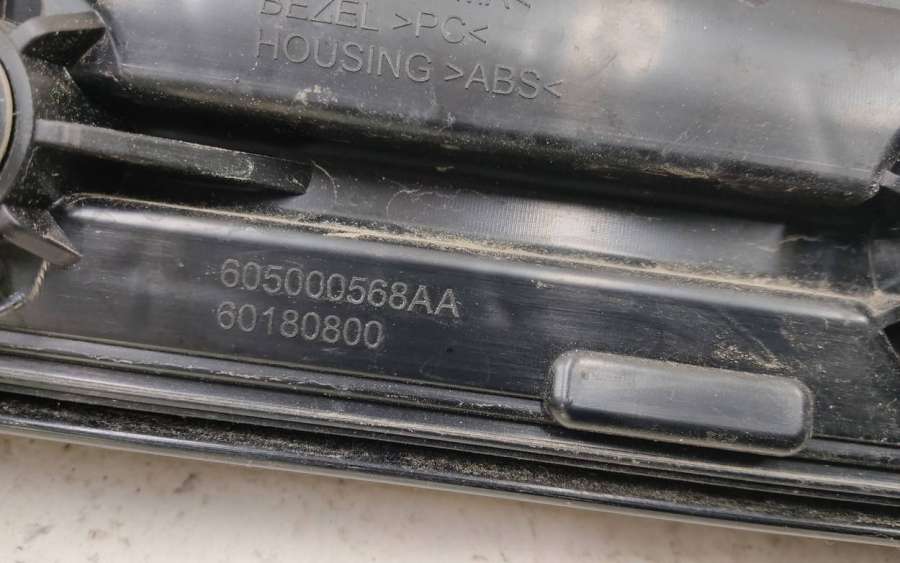 BEZEL >PC<
HOUSING >ABS<
605000568AA
60180800